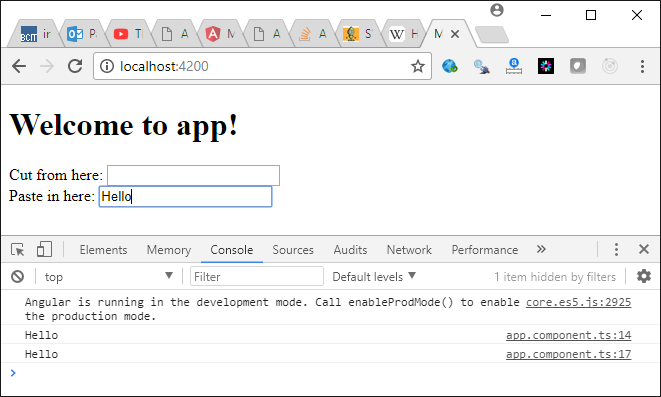 BCIT ir P T A M A A S H M
localhost:4200
Welcome to app!
Cut from here:
Paste in here: Hello
Elements Memory Console Sources Audits Network Performance »
top Filter Default levels ▼ 1 item hidden by filters
Angular is running in the development mode. Call enableProdMode() to enable core.es5.js:2925
the production mode.
Hello app.component.ts:14
Hello app.component.ts:17